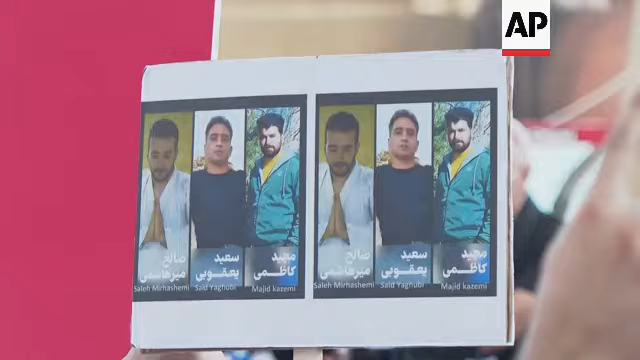 AP
صالح
میرهاشمی
Saleh Mirhashemi
سعید
یعقوبی
Said Yaghubi
مجید
کاظمی
Majid kazemi
صالح
میرهاشمی
Saleh Mirhashemi
سعید
یعقوبی
Said Yaghubi
مجید
کاظمی
Majid kazemi